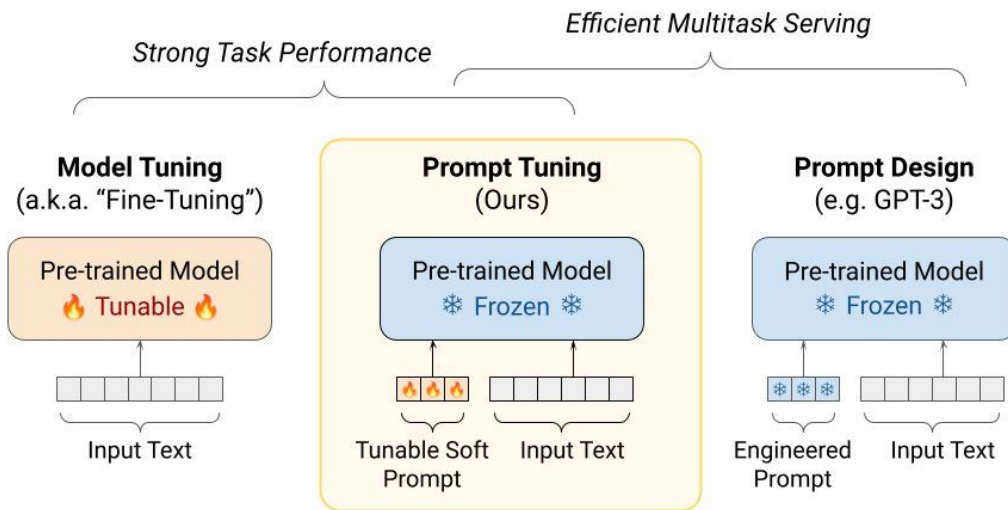 Efficient Multitask Serving
Strong Task Performance
Model Tuning
(a.k.a. “Fine-Tuning”)
Pre-trained Model
🔥 Tunable 🔥
Input Text
Prompt Tuning
(Ours)
Pre-trained Model
❄ Frozen ❄
Tunable Soft
Prompt
Input Text
Prompt Design
(e.g. GPT-3)
Pre-trained Model
❄ Frozen ❄
Engineered
Prompt
Input Text